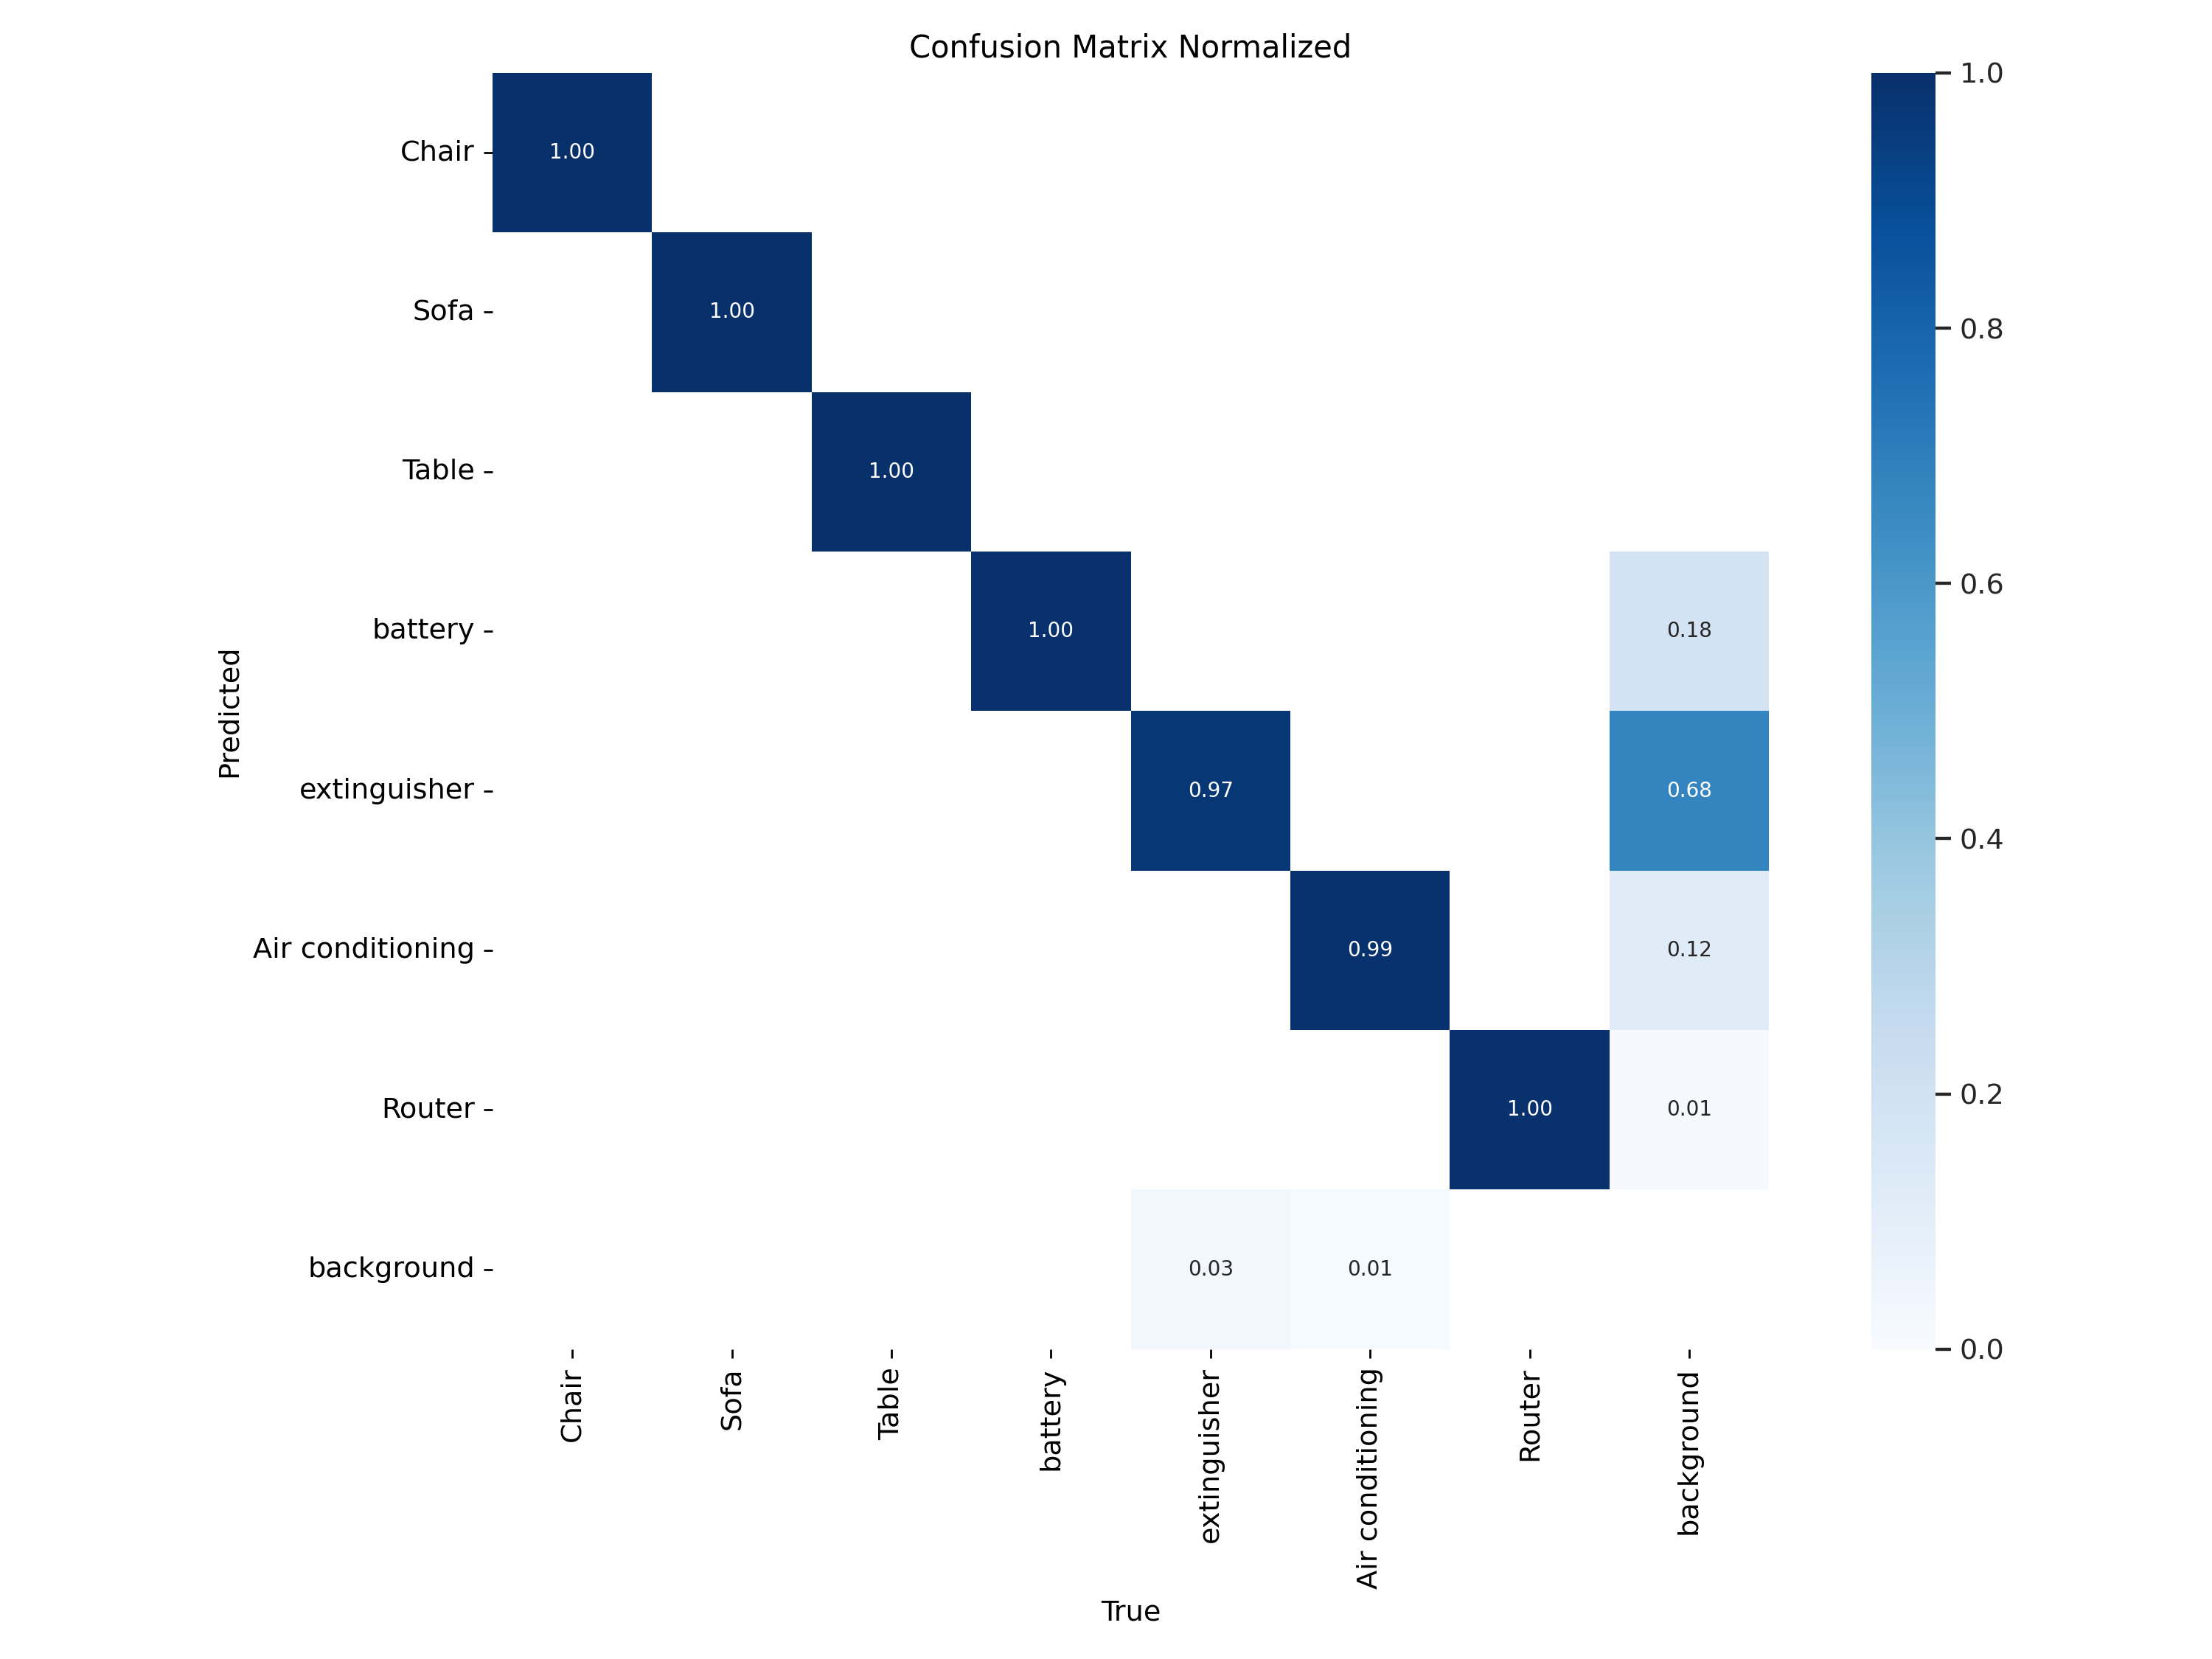 Confusion Matrix Normalized
Chair
1.00
Sofa
1.00
Table
1.00
battery
1.00
0.18
extinguisher
0.97
0.68
Air conditioning
0.99
0.12
Router
1.00
0.01
background
0.03
0.01
Predicted
Chair
Sofa
Table
battery
extinguisher
Air conditioning
Router
background
True
1.0
0.8
0.6
0.4
0.2
0.0